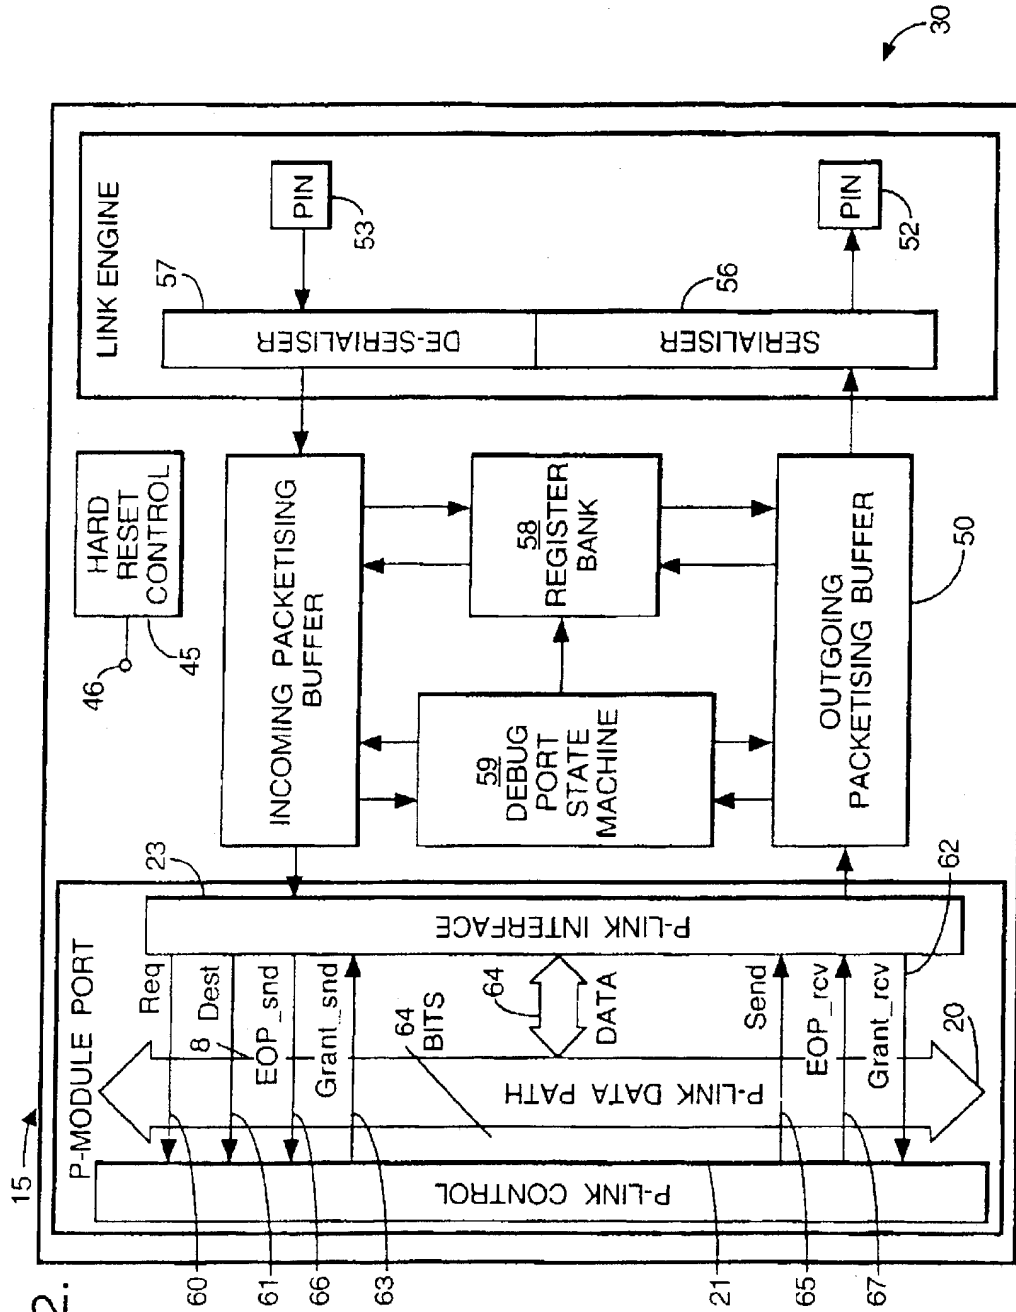 2.
15
30
P-MODULE PORT
Req
Dest
8
EOP_snd
Grant_snd
64
BITS
64
DATA
Send
EOP_rcv
Grant_rcv
P-LINK CONTROL
P-LINK DATA PATH
P-LINK INTERFACE
23
62
20
60
61
66
63
21
65
67
INCOMING PACKETISING
BUFFER
59
DEBUG
PORT
STATE
MACHINE
58
REGISTER
BANK
OUTGOING
PACKETISING BUFFER
50
HARD
RESET
CONTROL
46
45
LINK ENGINE
57
DE-SERIALISER
SERIALISER
56
PIN
53
PIN
52